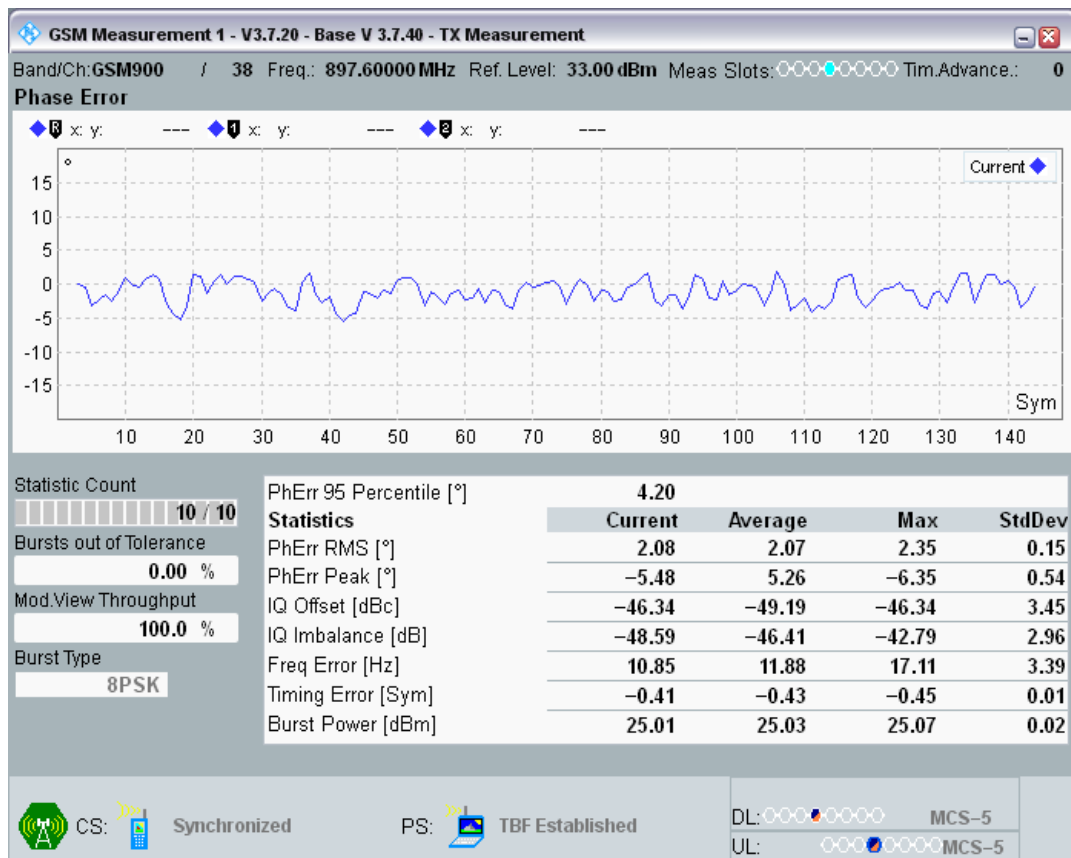 GSM Measurement 1 - V3.7.20 - Base V 3.7.40 - TX Measurement
Band/Ch:GSM900 / 38 Freq.: 897.60000 MHz Ref. Level: 33.00 dBm Meas Slots: Tim.Advance.: 0
Phase Error
R x: y: --- 1 x: y: --- 2 x: y: ---
°
Current
15
10
5
0
-5
-10
-15
Sym
10 20 30 40 50 60 70 80 90 100 110 120 130 140
Statistic Count
10 / 10
Bursts out of Tolerance
0.00 %
Mod.View Throughput
100.0 %
Burst Type
8PSK
PhErr 95 Percentile [°] 4.20
Statistics Current Average Max StdDev
PhErr RMS [°] 2.08 2.07 2.35 0.15
PhErr Peak [°] −5.48 5.26 −6.35 0.54
IQ Offset [dBc] −46.34 −49.19 −46.34 3.45
IQ Imbalance [dB] −48.59 −46.41 −42.79 2.96
Freq Error [Hz] 10.85 11.88 17.11 3.39
Timing Error [Sym] −0.41 −0.43 −0.45 0.01
Burst Power [dBm] 25.01 25.03 25.07 0.02
CS: Synchronized PS: TBF Established
DL: MCS−5
UL: MCS−5